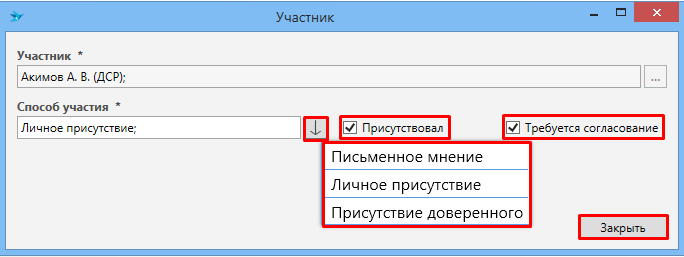 Участник
Участник *
Акимов А. В. (ДСР);
...
Способ участия *
Личное присутствие;
Присутствовал
Требуется согласование
Письменное мнение
Личное присутствие
Присутствие доверенного
Закрыть